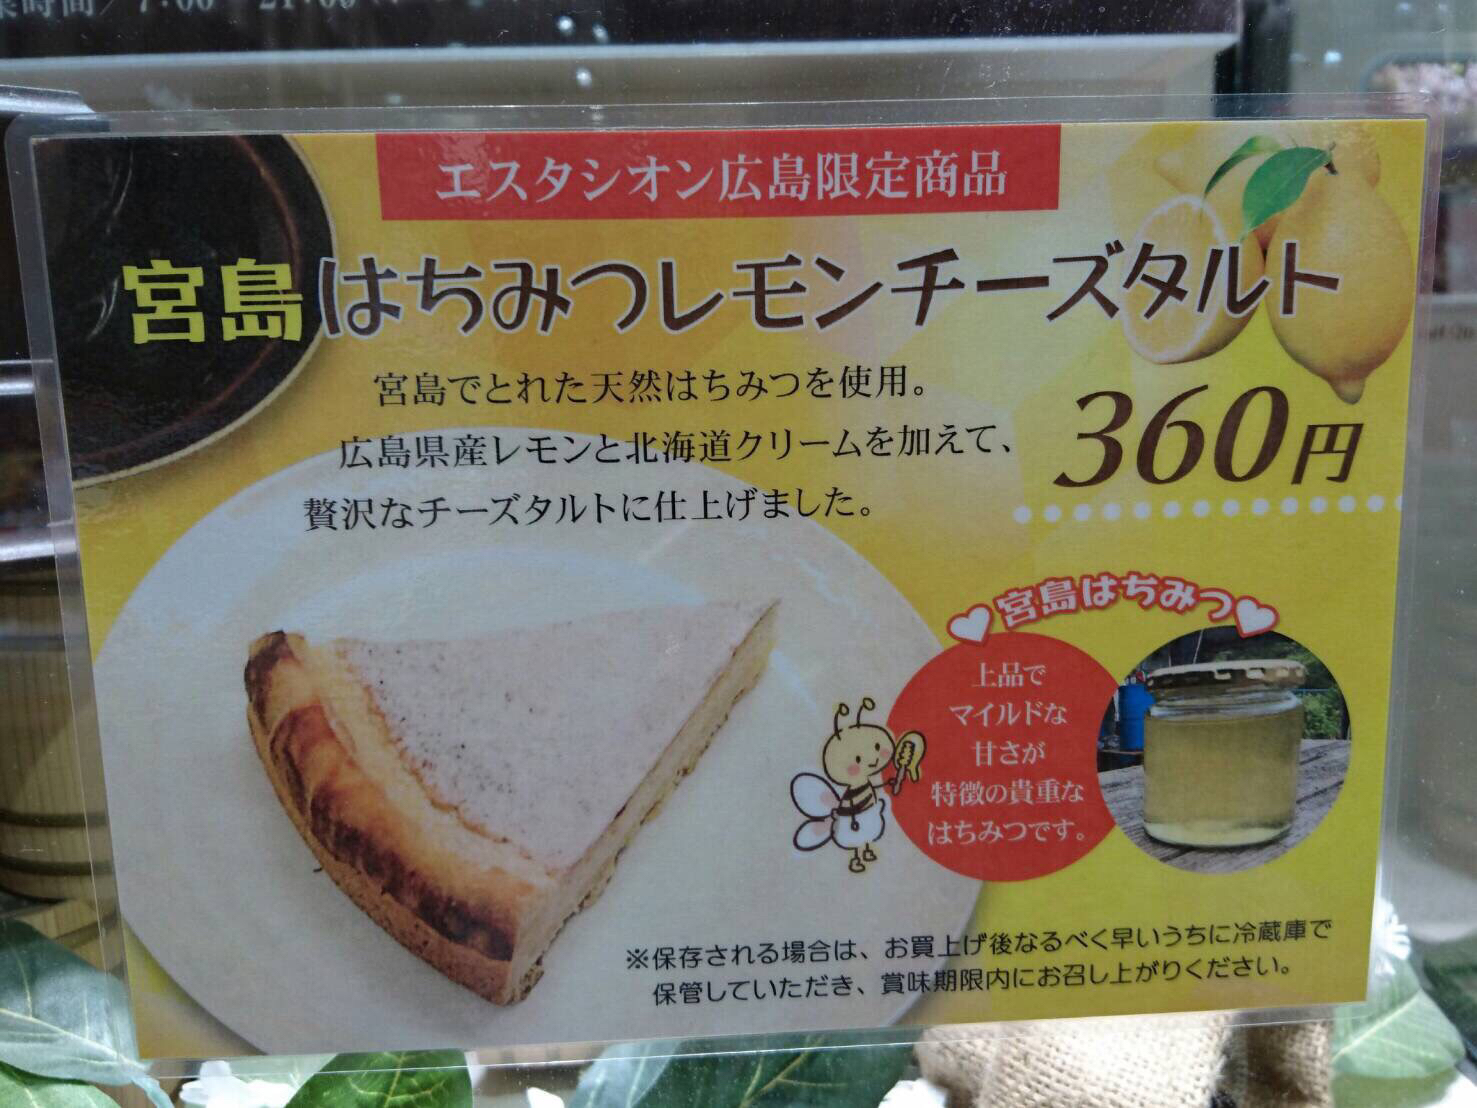 業時間/ 7:00 21:00
エスタシオン広島限定商品
宮島はちみつレモンチーズタルト
宮島でとれた天然はちみつを使用。
広島県産レモンと北海道クリームを加えて、
贅沢なチーズタルトに仕上げました。
360円
宮島はちみつ
上品で
マイルドな
甘さが
特徴の貴重な
はちみつです。
※保存される場合は、お買上げ後なるべく早いうちに冷蔵庫で
保管していただき、賞味期限内にお召し上がりください。